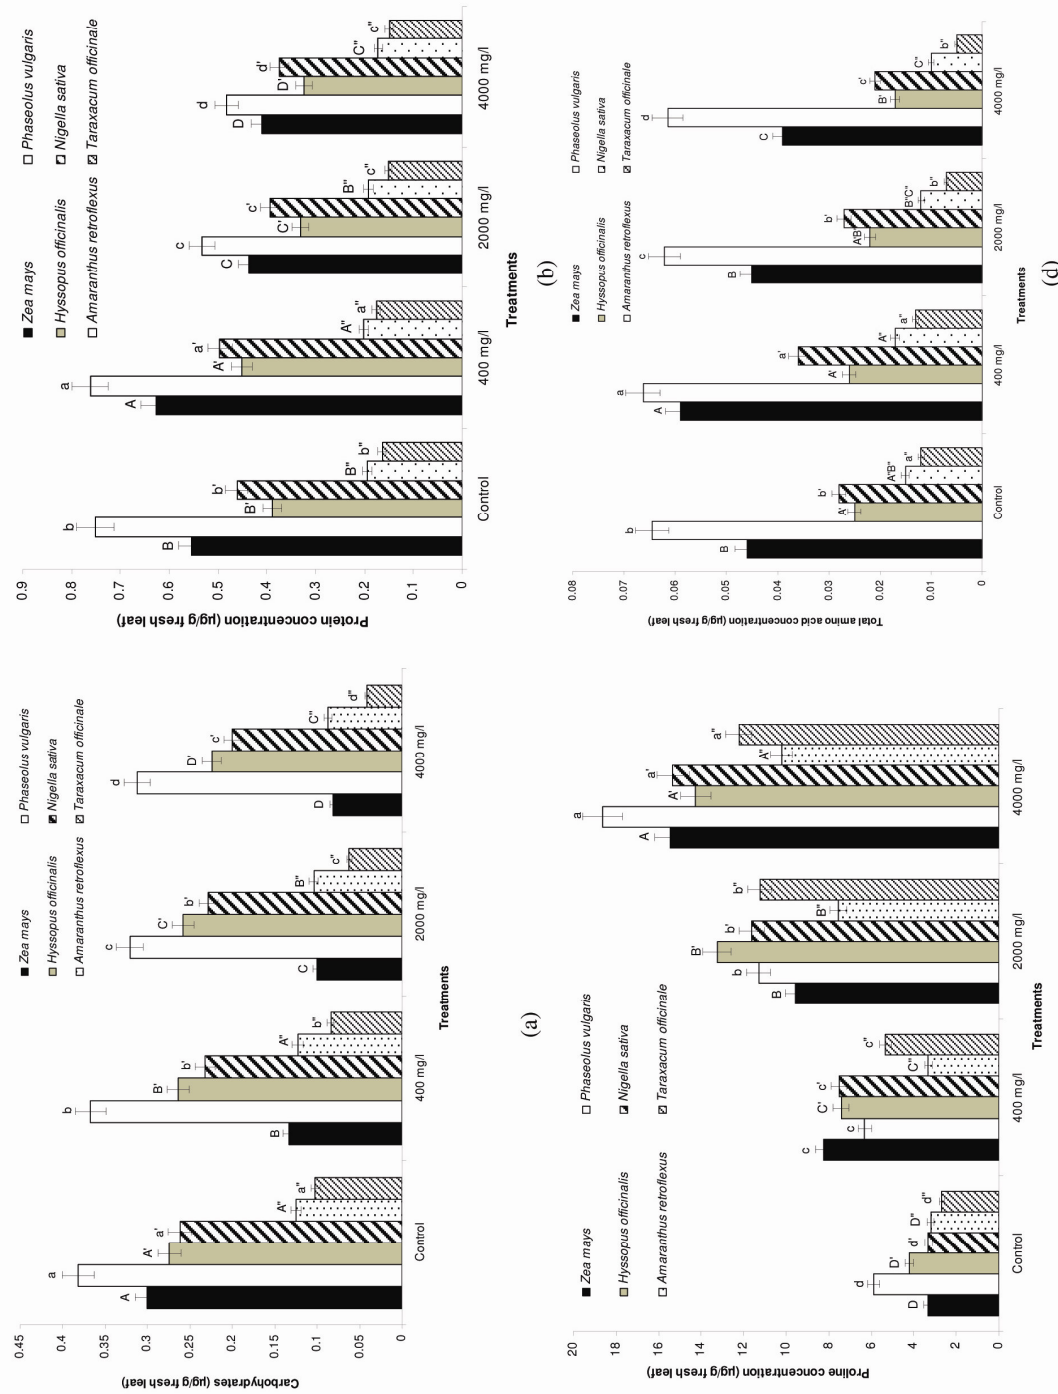 Zea mays
Phaseolus vulgaris
Hyssopus officinalis
Nigella sativa
Amaranthus retroflexus
Taraxacum officinale
Carbohydrates (µg/g fresh leaf)
0.45
0.4
0.35
0.3
0.25
0.2
0.15
0.1
0.05
0
A a A' a' A" a"
B b B' b' A" b"
C c C' b' B" c"
D d D' c' C" d"
Control 400 mg/l 2000 mg/l 4000 mg/l
Treatments
(a)
Zea mays
Phaseolus vulgaris
Hyssopus officinalis
Nigella sativa
Amaranthus retroflexus
Taraxacum officinale
Protein concentration (µg/g fresh leaf)
0.9
0.8
0.7
0.6
0.5
0.4
0.3
0.2
0.1
0
B b B' b' B" b"
A a A' a' A" a"
C c C' c' B" c"
D d D' d' C" c"
Control 400 mg/l 2000 mg/l 4000 mg/l
Treatments
(b)
Zea mays
Phaseolus vulgaris
Hyssopus officinalis
Nigella sativa
Amaranthus retroflexus
Taraxacum officinale
Proline concentration (µg/g fresh leaf)
20
18
16
14
12
10
8
6
4
2
0
D d D' d' D" d"
c c C' c' C" c"
B b B' b' B" b"
A a A' a' A" a"
Control 400 mg/l 2000 mg/l 4000 mg/l
Treatments
Zea mays
Phaseolus vulgaris
Hyssopus officinalis
Nigella sativa
Amaranthus retroflexus
Taraxacum officinale
Total amino acid concentration (µg/g fresh leaf)
0.08
0.07
0.06
0.05
0.04
0.03
0.02
0.01
0
B b A' b' A"B" a"
A a A' a' A" a"
B c A'B' b' B"C" b"
C d B' c' C" b"
Control 400 mg/l 2000 mg/l 4000 mg/l
Treatments
(d)